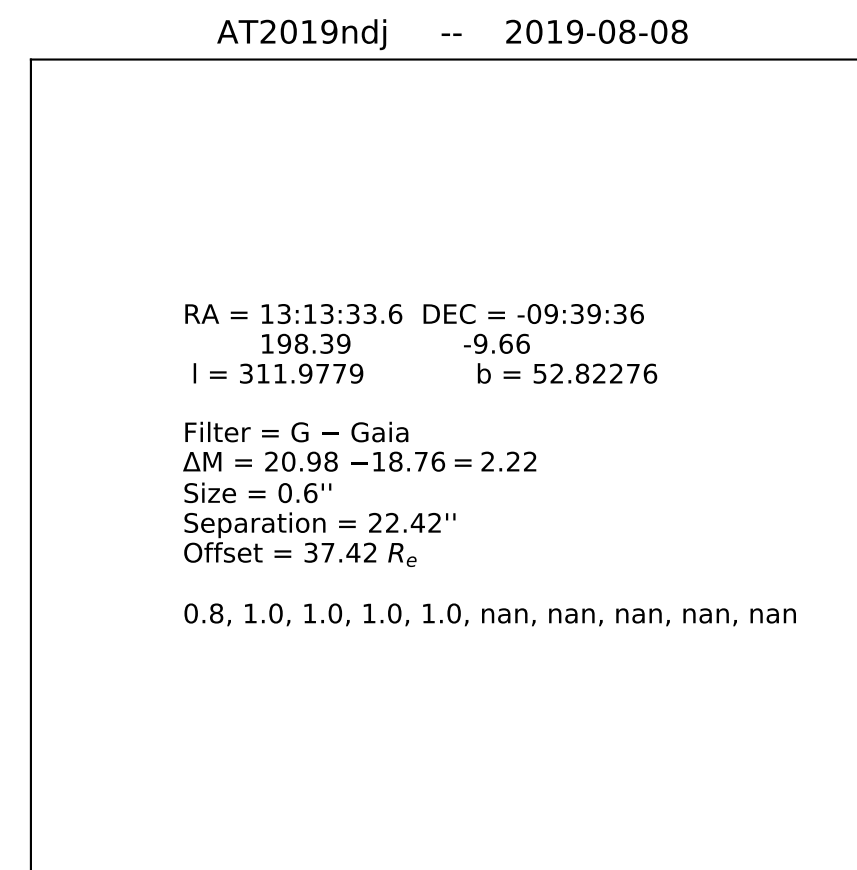 AT2019ndj -- 2019-08-08
RA = 13:13:33.6 DEC = -09:39:36
198.39 -9.66
l = 311.9779 b = 52.82276
Filter = G − Gaia
ΔM = 20.98 −18.76 = 2.22
Size = 0.6''
Separation = 22.42''
Offset = 37.42 Rₑ
0.8, 1.0, 1.0, 1.0, 1.0, nan, nan, nan, nan, nan